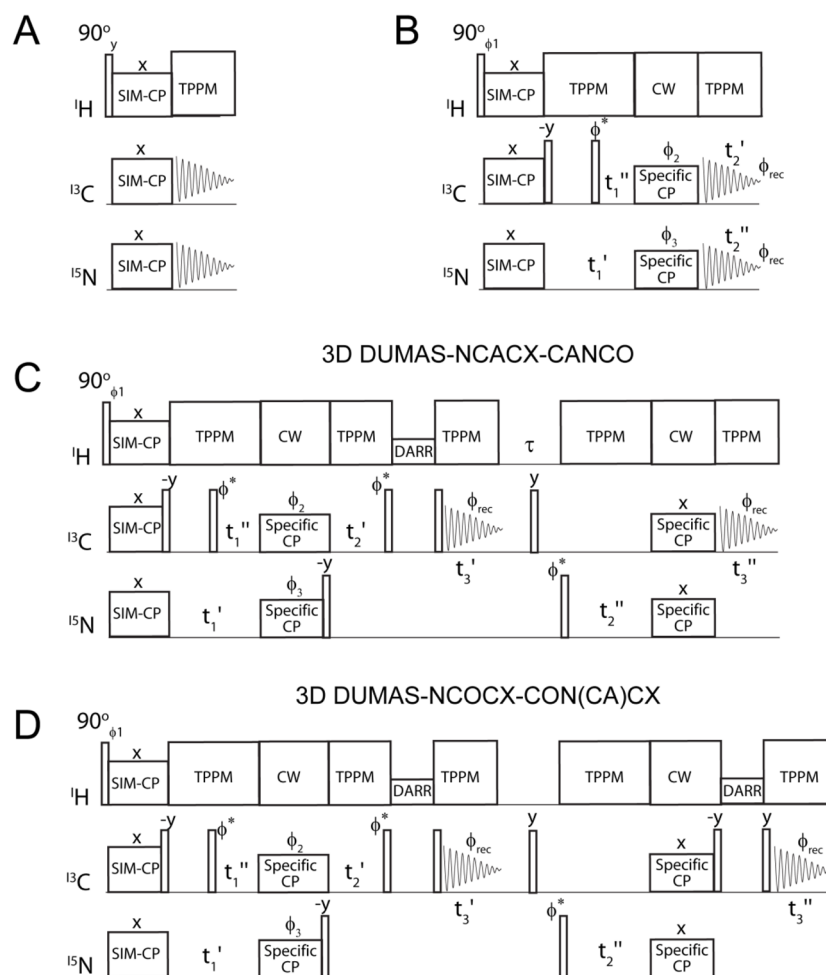 A
90º y
x
SIM-CP TPPM
¹H
x
SIM-CP
¹³C
x
SIM-CP
¹⁵N
B
90º ϕ1
x
SIM-CP TPPM CW TPPM
¹H
x -y ϕ* ϕ₂ t₂'
SIM-CP t₁'' Specific CP ϕrec
¹³C
x ϕ₃ t₂''
SIM-CP t₁' Specific CP ϕrec
¹⁵N
3D DUMAS-NCACX-CANCO
C
90º ϕ1
x
SIM-CP TPPM CW TPPM DARR TPPM τ TPPM CW TPPM
¹H
x -y ϕ* ϕ₂ ϕ* ϕrec y x ϕrec
SIM-CP t₁'' Specific CP t₂' Specific CP
¹³C
t₃' t₃''
x ϕ₃ -y ϕ* x
SIM-CP t₁' Specific CP t₂'' Specific CP
¹⁵N
3D DUMAS-NCOCX-CON(CA)CX
D
90º ϕ1
x
SIM-CP TPPM CW TPPM DARR TPPM TPPM CW DARR TPPM
¹H
x -y ϕ* ϕ₂ ϕ* ϕrec y x -y y ϕrec
SIM-CP t₁'' Specific CP t₂' Specific CP
¹³C
t₃' t₃''
x ϕ₃ -y ϕ* x
SIM-CP t₁' Specific CP t₂'' Specific CP
¹⁵N